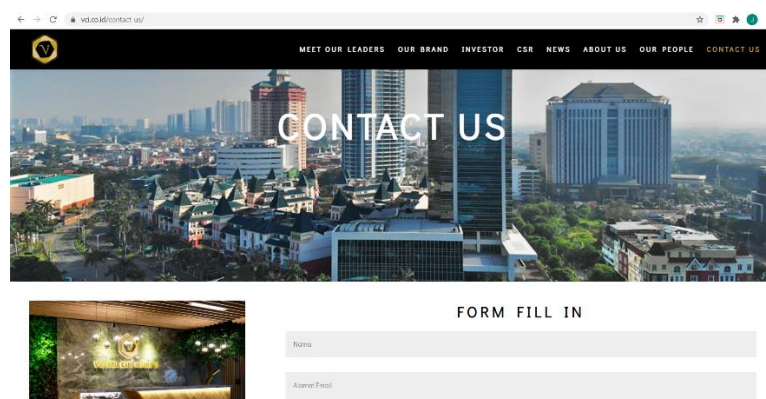 vci.co.id/contact-us/
V
MEET OUR LEADERS OUR BRAND INVESTOR CSR NEWS ABOUT US OUR PEOPLE CONTACT US
CONTACT US
FORM FILL IN
Nama
Alamat Email